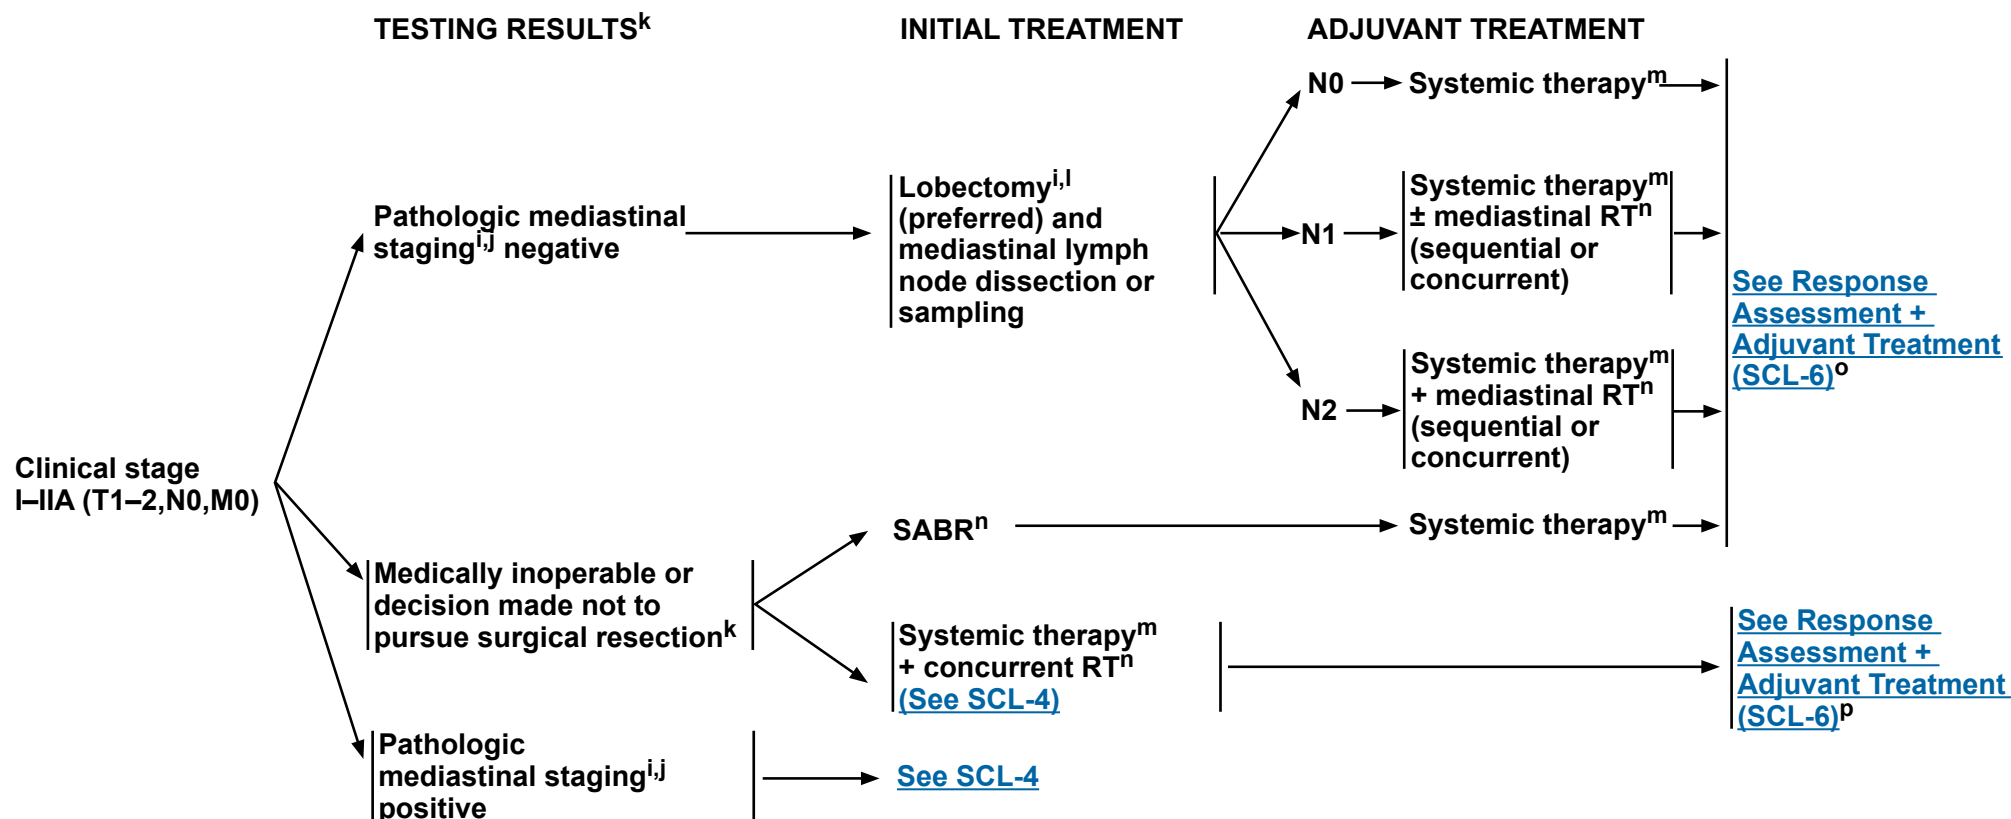 TESTING RESULTSk
INITIAL TREATMENT
ADJUVANT TREATMENT
Clinical stage
I–IIA (T1–2,N0,M0)
Pathologic mediastinal
stagingi,j negative
Lobectomyi,l
(preferred) and
mediastinal lymph
node dissection or
sampling
N0
Systemic therapym
N1
Systemic therapym
± mediastinal RTn
(sequential or
concurrent)
N2
Systemic therapym
+ mediastinal RTn
(sequential or
concurrent)
See Response
Assessment +
Adjuvant Treatment
(SCL-6)o
Medically inoperable or
decision made not to
pursue surgical resectionk
SABRn
Systemic therapym
Systemic therapym
+ concurrent RTn
(See SCL-4)
See Response
Assessment +
Adjuvant Treatment
(SCL-6)p
Pathologic
mediastinal stagingi,j
positive
See SCL-4